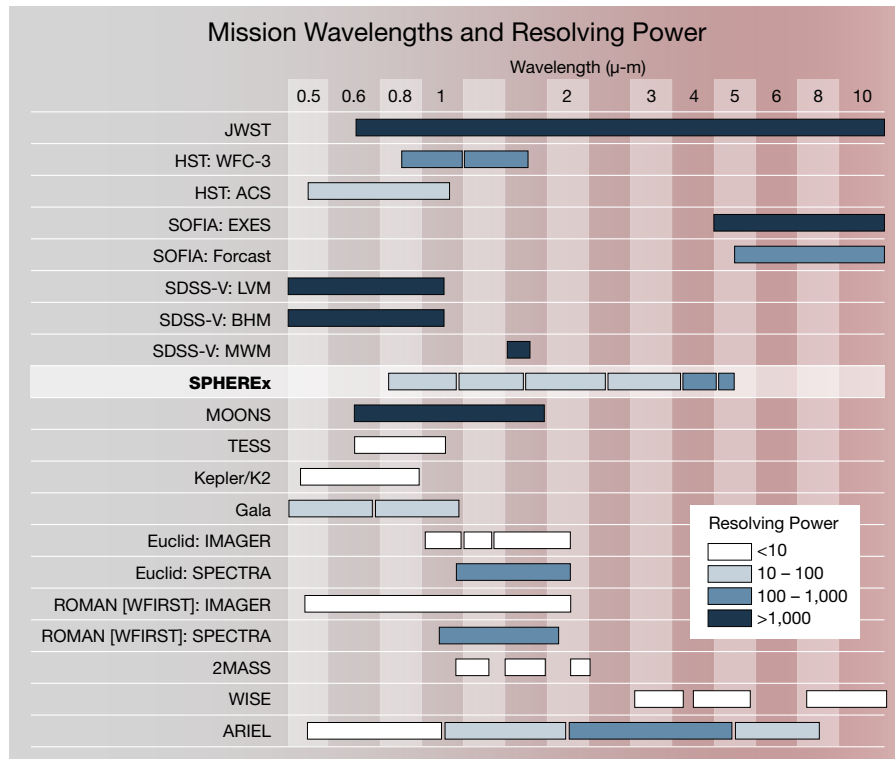 Mission Wavelengths and Resolving Power
Wavelength (µ-m)
0.5 0.6 0.8 1 2 3 4 5 6 8 10
JWST
HST: WFC-3
HST: ACS
SOFIA: EXES
SOFIA: Forcast
SDSS-V: LVM
SDSS-V: BHM
SDSS-V: MWM
SPHEREx
MOONS
TESS
Kepler/K2
Gala
Euclid: IMAGER
Euclid: SPECTRA
ROMAN [WFIRST]: IMAGER
ROMAN [WFIRST]: SPECTRA
2MASS
WISE
ARIEL
Resolving Power
<10
10 – 100
100 – 1,000
>1,000